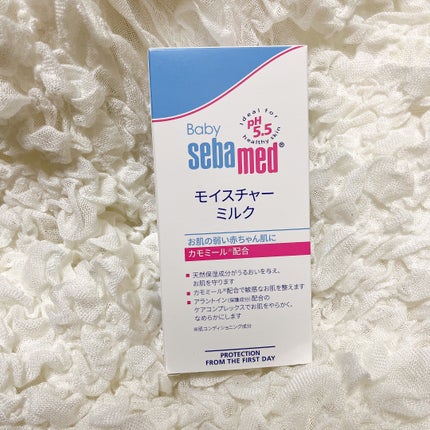 Ideal for
healthy skin
pH
5.5
Baby
sebamed®
モイスチャー
ミルク
お肌の弱い赤ちゃん肌に
カモミール※配合
■ 天然保湿成分がうるおいを与え、
お肌を守ります
■ カモミール※配合で敏感なお肌を整えます
■ アラントイン(保護成分)配合の
ケアコンプレックスでお肌をやらかく、
なめらかにします
※肌コンディショニング成分
PROTECTION
FROM THE FIRST DAY